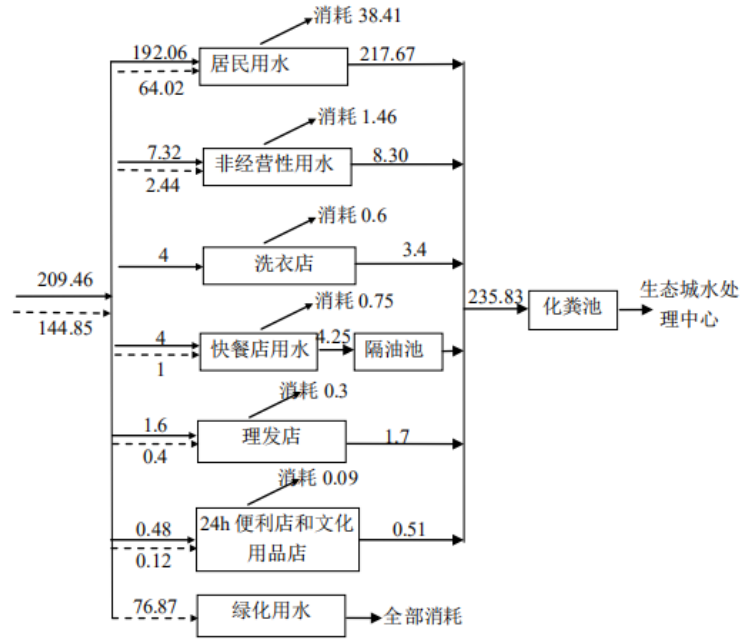 消耗 38.41
192.06
居民用水
217.67
64.02
消耗 1.46
7.32
非经营性用水
8.30
2.44
消耗 0.6
4
洗衣店
3.4
209.46
144.85
消耗 0.75
4
快餐店用水
4.25
隔油池
1
235.83
化粪池
生态城水处
理中心
消耗 0.3
1.6
理发店
1.7
0.4
消耗 0.09
0.48
24h 便利店和文化
用品店
0.51
0.12
76.87
绿化用水
全部消耗